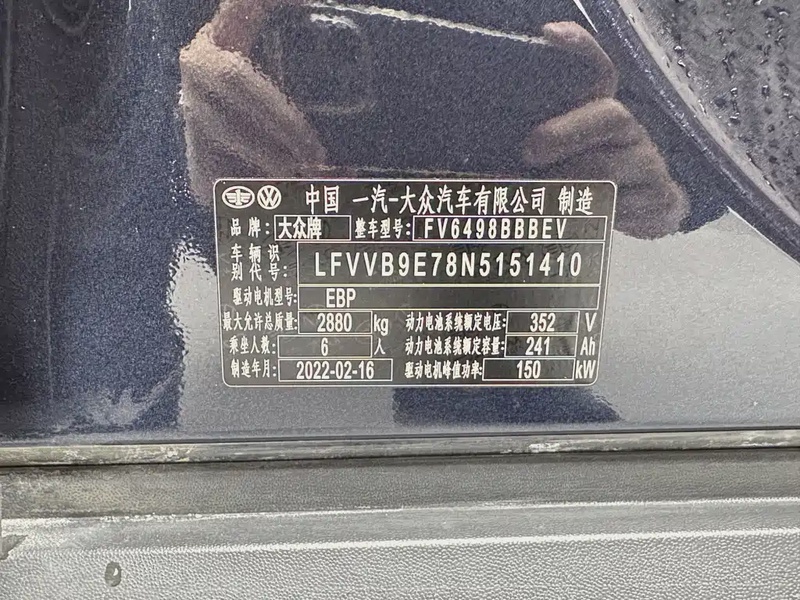 中国 一汽-大众汽车有限公司 制造
品牌: 大众牌 整车型号: FV6498BBBEV
车辆识别代号: LFVVB9E78N5151410
驱动电机型号: EBP
最大允许总质量: 2880 kg 动力电池系统额定电压: 352 V
乘坐人数: 6 人 动力电池系统额定容量: 241 Ah
制造年月: 2022-02-16 驱动电机峰值功率: 150 kW